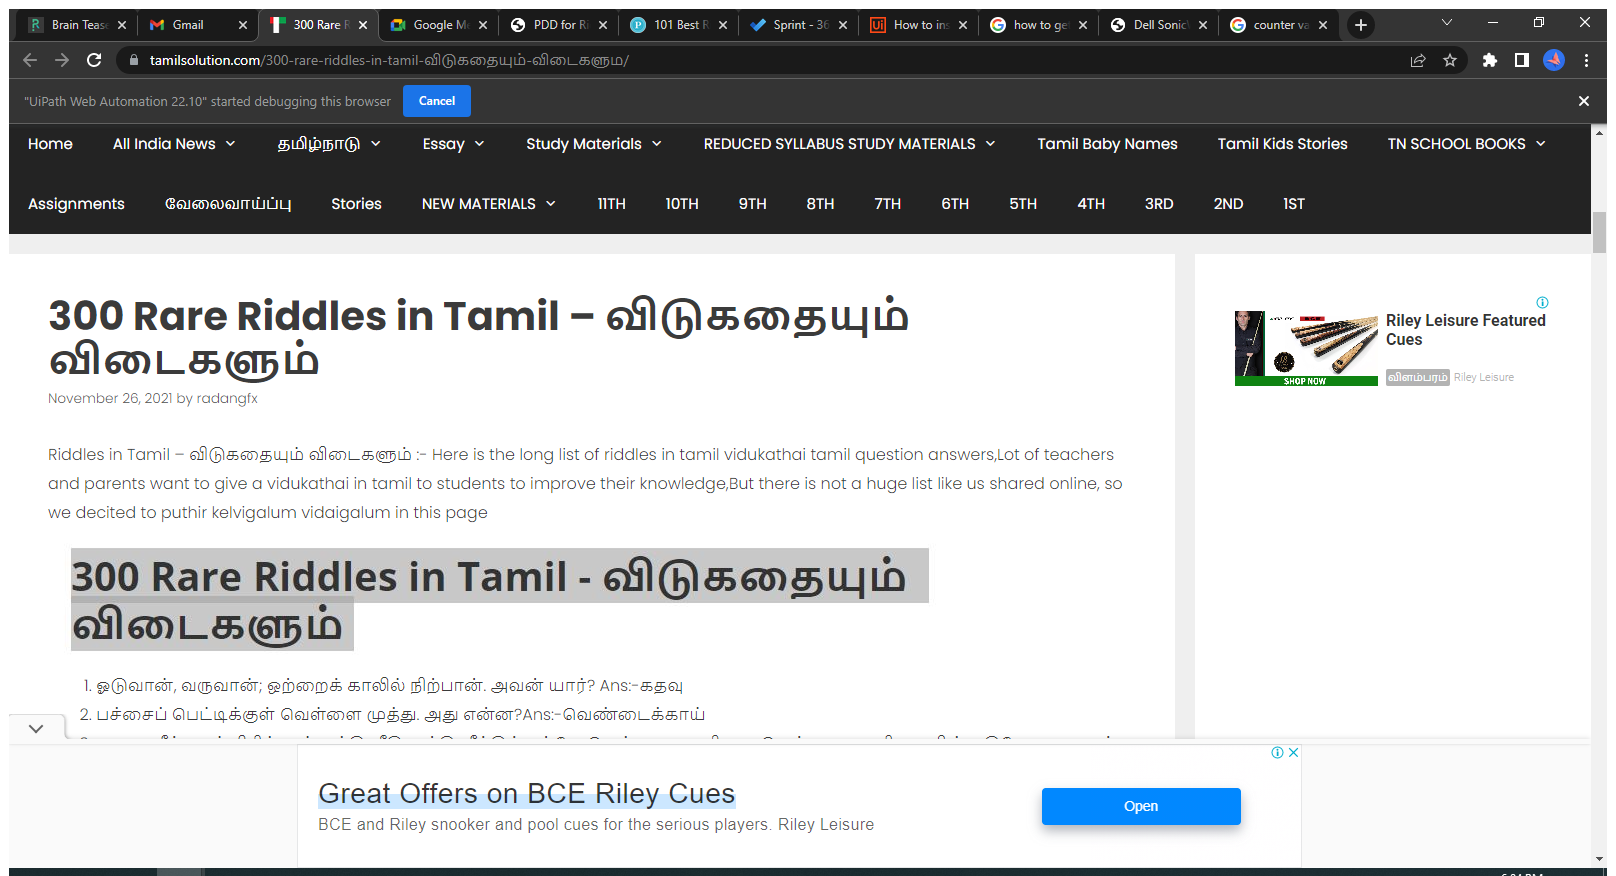 Brain Tease
Gmail
300 Rare R
Google Me
PDD for Ri
101 Best R
Sprint - 36
How to ins
how to get
Dell Sonic
counter va
tamilsolution.com/300-rare-riddles-in-tamil-விடுகதையும்-விடைகளும/
"UiPath Web Automation 22.10" started debugging this browser
Cancel
Home All India News தமிழ்நாடு Essay Study Materials REDUCED SYLLABUS STUDY MATERIALS Tamil Baby Names Tamil Kids Stories TN SCHOOL BOOKS
Assignments வேலைவாய்ப்பு Stories NEW MATERIALS 11TH 10TH 9TH 8TH 7TH 6TH 5TH 4TH 3RD 2ND 1ST
300 Rare Riddles in Tamil – விடுகதையும்
விடைகளும்
November 26, 2021 by radangfx
Riddles in Tamil – விடுகதையும் விடைகளும் :- Here is the long list of riddles in tamil vidukathai tamil question answers,Lot of teachers
and parents want to give a vidukathai in tamil to students to improve their knowledge,But there is not a huge list like us shared online, so
we decited to puthir kelvigalum vidaigalum in this page
300 Rare Riddles in Tamil - விடுகதையும்
விடைகளும்
1. ஓடுவான், வருவான்; ஒற்றைக் காலில் நிற்பான். அவன் யார்? Ans:-கதவு
2. பச்சைப் பெட்டிக்குள் வெள்ளை முத்து. அது என்ன?Ans:-வெண்டைக்காய்
Riley Leisure Featured
Cues
SHOP NOW
விளம்பரம் Riley Leisure
Great Offers on BCE Riley Cues
BCE and Riley snooker and pool cues for the serious players. Riley Leisure
Open